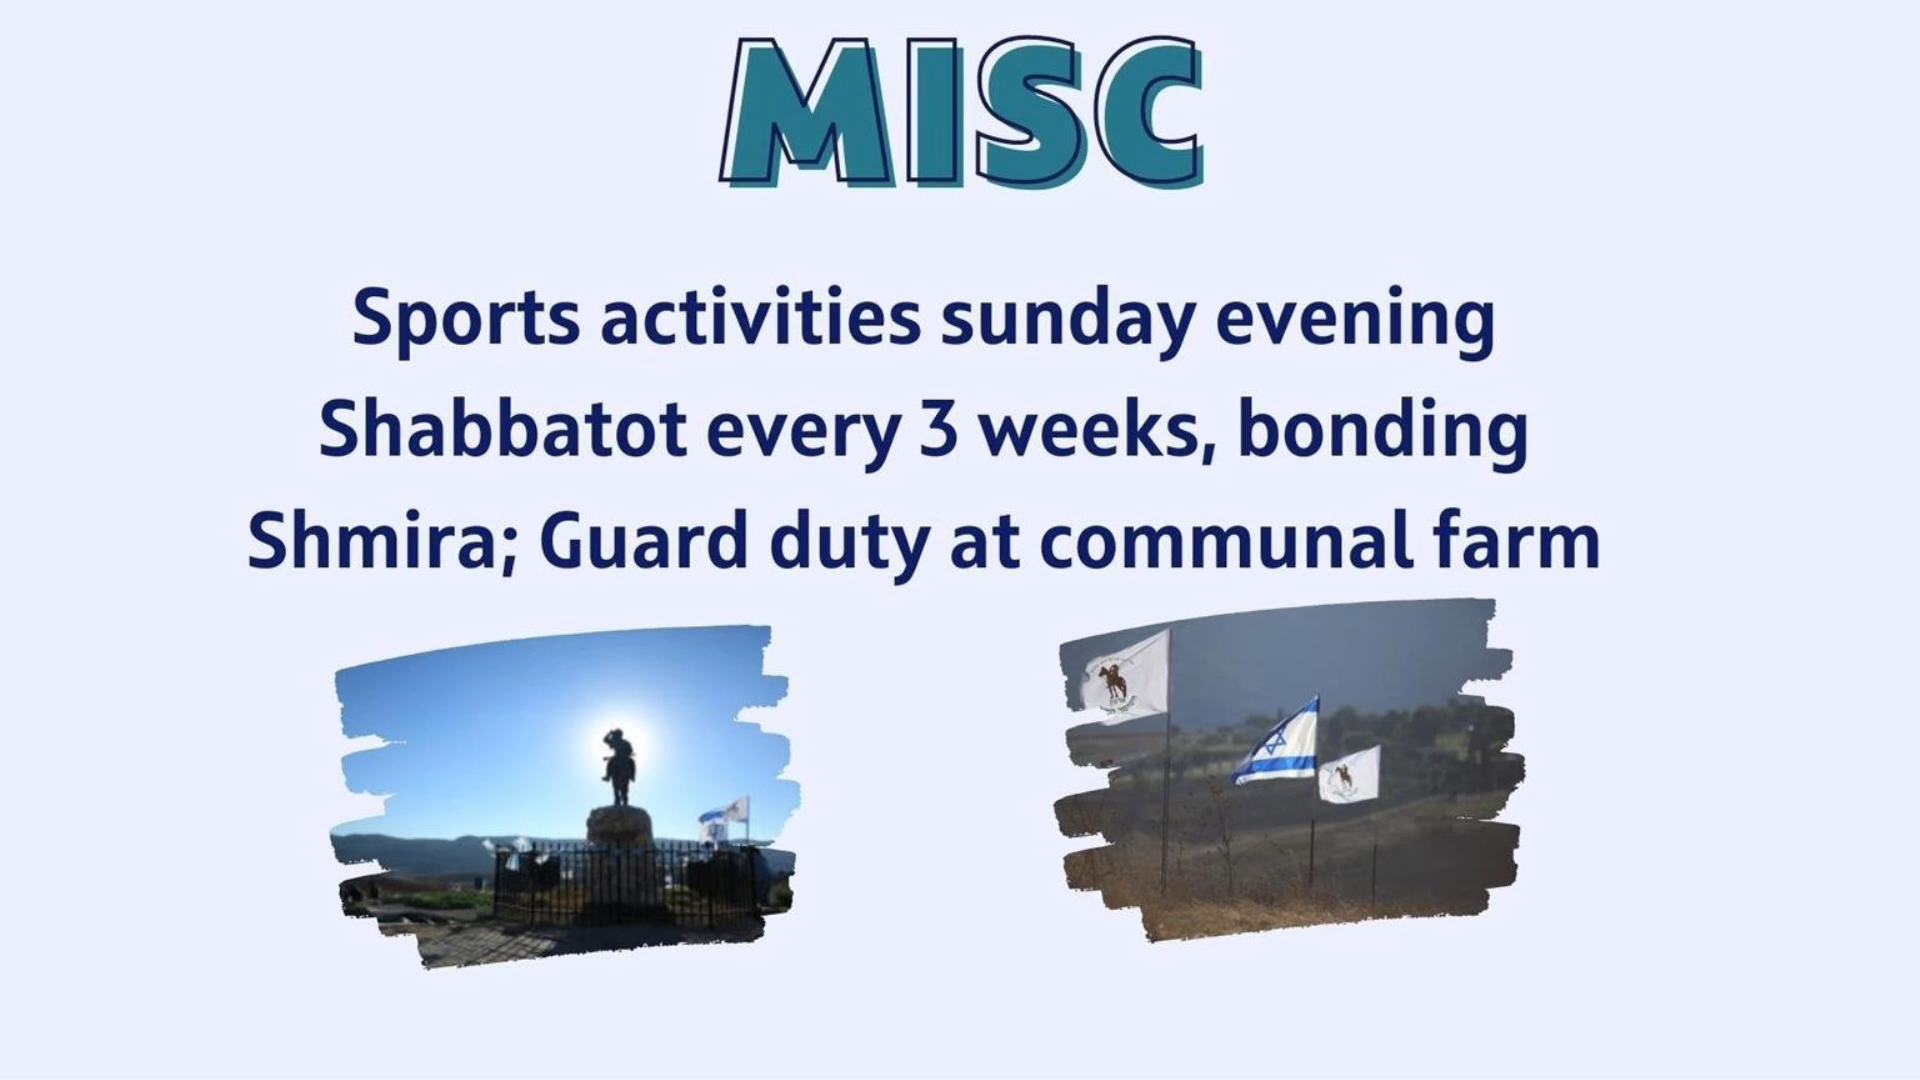 MISC
Sports activities sunday evening
Shabbatot every 3 weeks, bonding
Shmira; Guard duty at communal farm